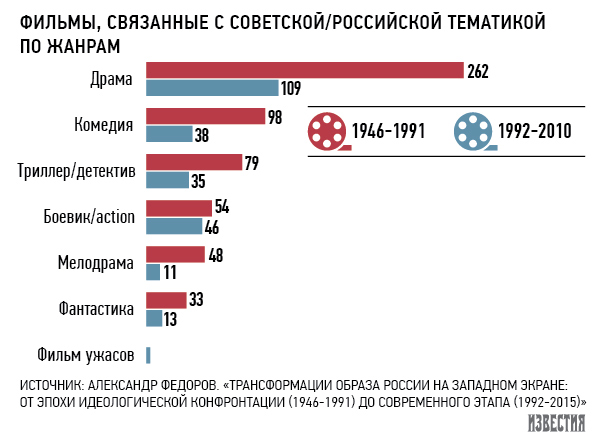 ФИЛЬМЫ, СВЯЗАННЫЕ С СОВЕТСКОЙ/РОССИЙСКОЙ ТЕМАТИКОЙ
ПО ЖАНРАМ
Драма
262
109
Комедия
98
38
1946-1991
1992-2010
Триллер/детектив
79
35
Боевик/action
54
46
Мелодрама
48
11
Фантастика
33
13
Фильм ужасов
ИСТОЧНИК: АЛЕКСАНДР ФЕДОРОВ. «ТРАНСФОРМАЦИИ ОБРАЗА РОССИИ НА ЗАПАДНОМ ЭКРАНЕ:
ОТ ЭПОХИ ИДЕОЛОГИЧЕСКОЙ КОНФРОНТАЦИИ (1946-1991) ДО СОВРЕМЕННОГО ЭТАПА (1992-2015)»
ИЗВЕСТИЯ